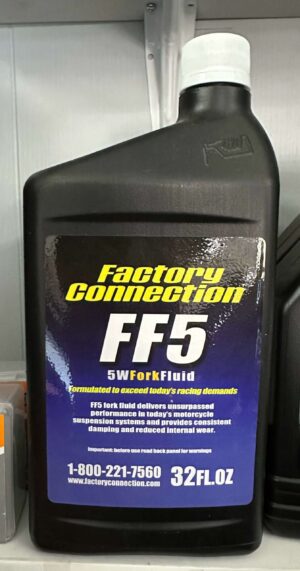 Factory
Connection
FF5
5WForkFluid
Formulated to exceed today's racing demands
FF5 fork fluid delivers unsurpassed
performance in today's motorcycle
suspension systems and provides consistent
damping and reduced internal wear.
Important: before use read back panel for warnings
1-800-221-7560
www.factoryconnection.com
32FL.OZ